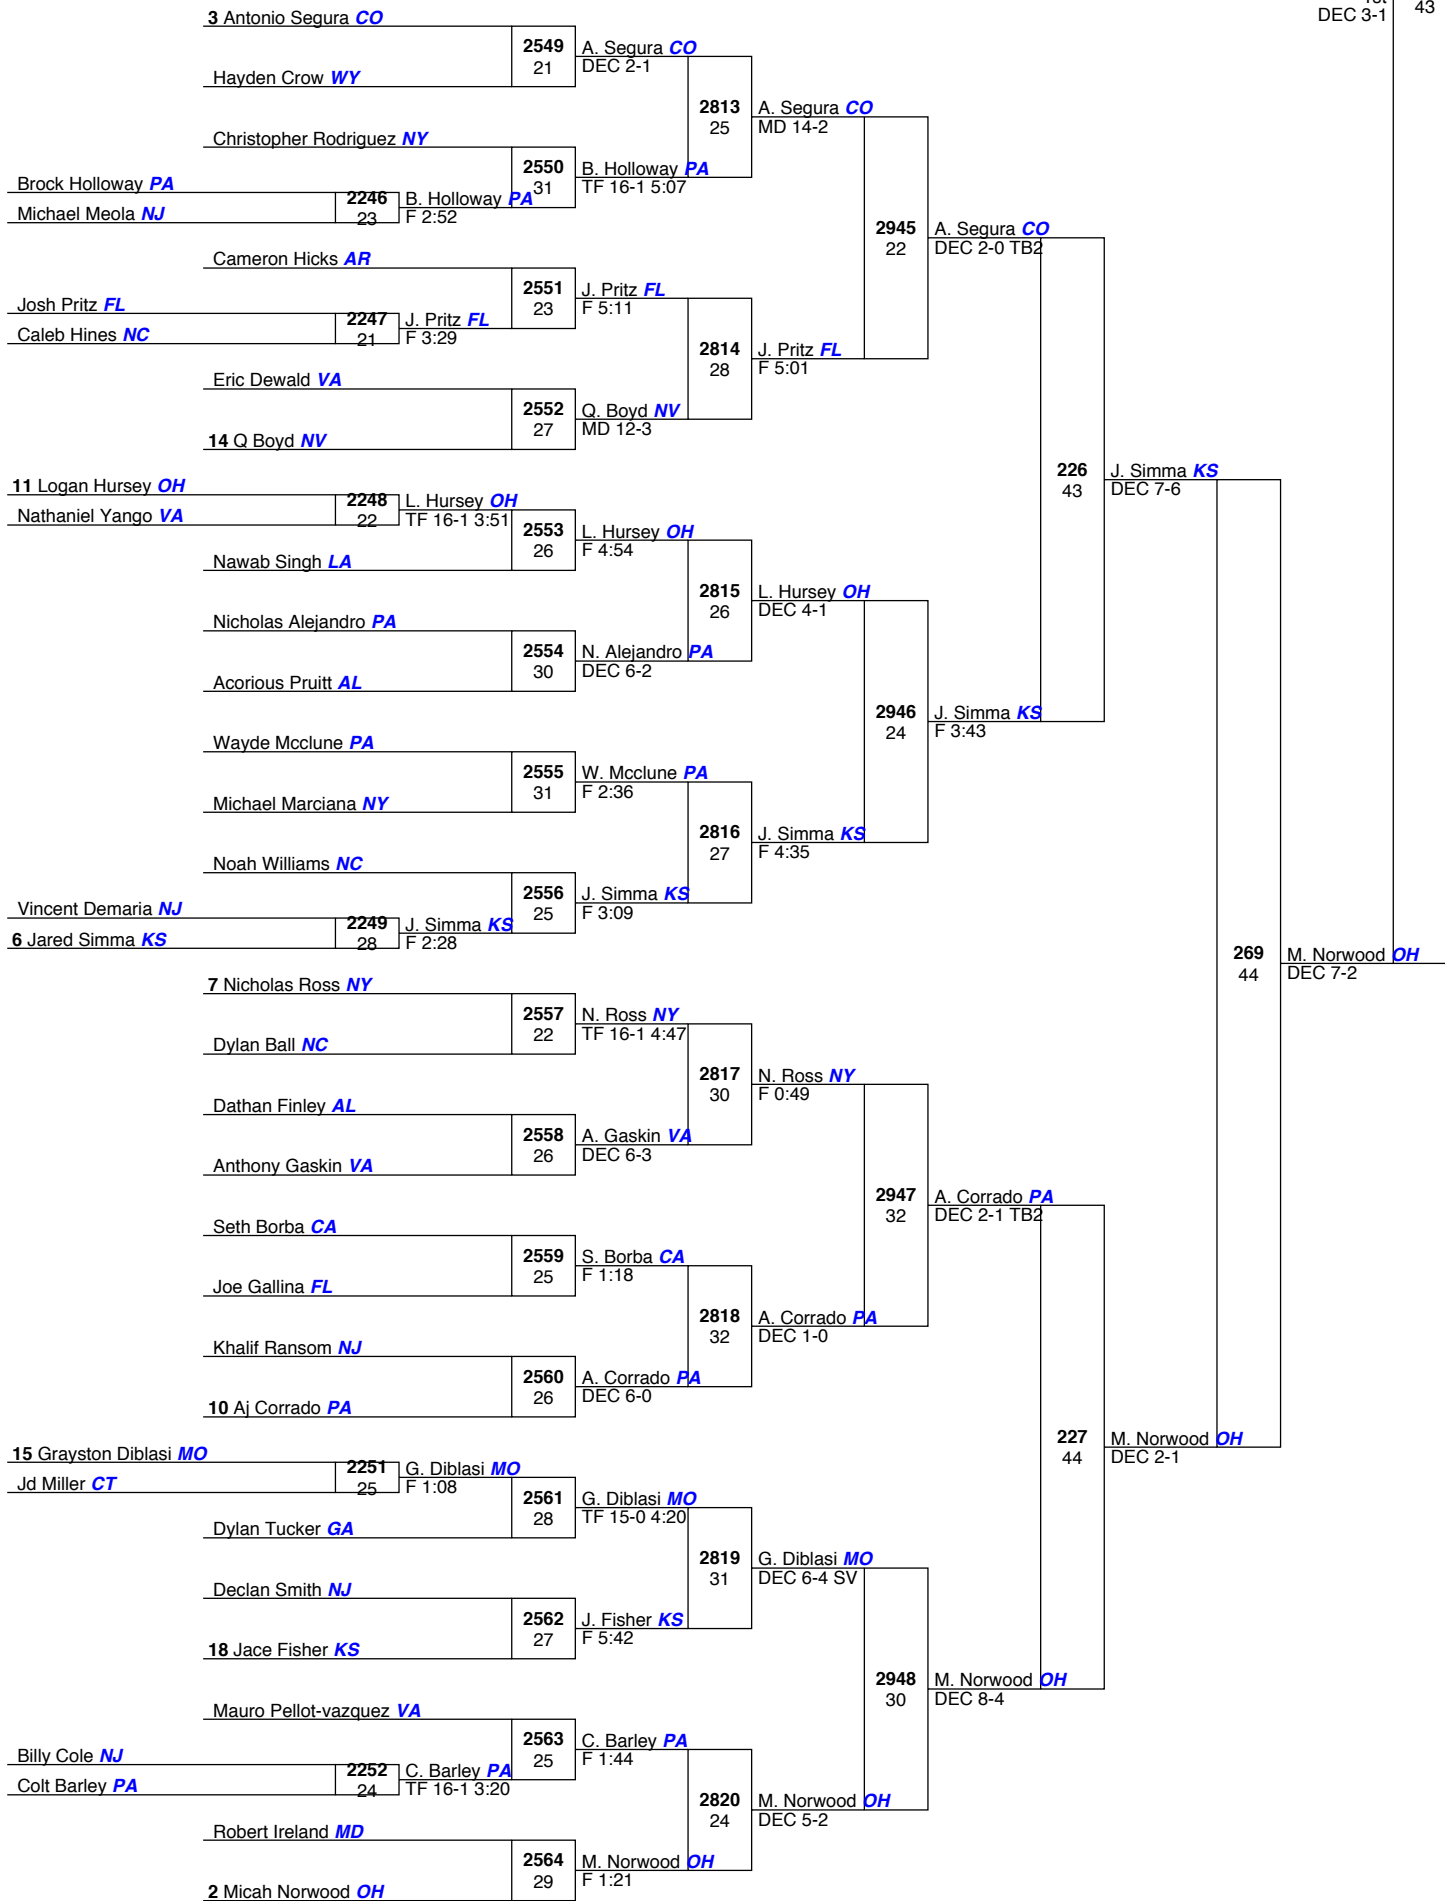 1st
DEC 3-1
43
3 Antonio Segura CO
2549
21
A. Segura CO
DEC 2-1
Hayden Crow WY
2813
25
A. Segura CO
MD 14-2
Christopher Rodriguez NY
2550
31
B. Holloway PA
TF 16-1 5:07
Brock Holloway PA
2246
23
B. Holloway PA
F 2:52
Michael Meola NJ
2945
22
A. Segura CO
DEC 2-0 TB2
Cameron Hicks AR
2551
23
J. Pritz FL
F 5:11
Josh Pritz FL
2247
21
J. Pritz FL
F 3:29
Caleb Hines NC
2814
28
J. Pritz FL
F 5:01
Eric Dewald VA
2552
27
Q. Boyd NV
MD 12-3
14 Q Boyd NV
226
43
J. Simma KS
DEC 7-6
11 Logan Hursey OH
2248
22
L. Hursey OH
TF 16-1 3:51
Nathaniel Yango VA
2553
26
L. Hursey OH
F 4:54
Nawab Singh LA
2815
26
L. Hursey OH
DEC 4-1
Nicholas Alejandro PA
2554
30
N. Alejandro PA
DEC 6-2
Acorious Pruitt AL
2946
24
J. Simma KS
F 3:43
Wayde Mcclune PA
2555
31
W. Mcclune PA
F 2:36
Michael Marciana NY
2816
27
J. Simma KS
F 4:35
Noah Williams NC
2556
25
J. Simma KS
F 3:09
Vincent Demaria NJ
2249
28
J. Simma KS
F 2:28
6 Jared Simma KS
269
44
M. Norwood OH
DEC 7-2
7 Nicholas Ross NY
2557
22
N. Ross NY
TF 16-1 4:47
Dylan Ball NC
2817
30
N. Ross NY
F 0:49
Dathan Finley AL
2558
26
A. Gaskin VA
DEC 6-3
Anthony Gaskin VA
2947
32
A. Corrado PA
DEC 2-1 TB2
Seth Borba CA
2559
25
S. Borba CA
F 1:18
Joe Gallina FL
2818
32
A. Corrado PA
DEC 1-0
Khalif Ransom NJ
2560
26
A. Corrado PA
DEC 6-0
10 Aj Corrado PA
227
44
M. Norwood OH
DEC 2-1
15 Grayston Diblasi MO
2251
25
G. Diblasi MO
F 1:08
Jd Miller CT
2561
28
G. Diblasi MO
TF 15-0 4:20
Dylan Tucker GA
2819
31
G. Diblasi MO
DEC 6-4 SV
Declan Smith NJ
2562
27
J. Fisher KS
F 5:42
18 Jace Fisher KS
2948
30
M. Norwood OH
DEC 8-4
Mauro Pellot-vazquez VA
2563
25
C. Barley PA
F 1:44
Billy Cole NJ
2252
24
C. Barley PA
TF 16-1 3:20
Colt Barley PA
2820
24
M. Norwood OH
DEC 5-2
Robert Ireland MD
2564
29
M. Norwood OH
F 1:21
2 Micah Norwood OH